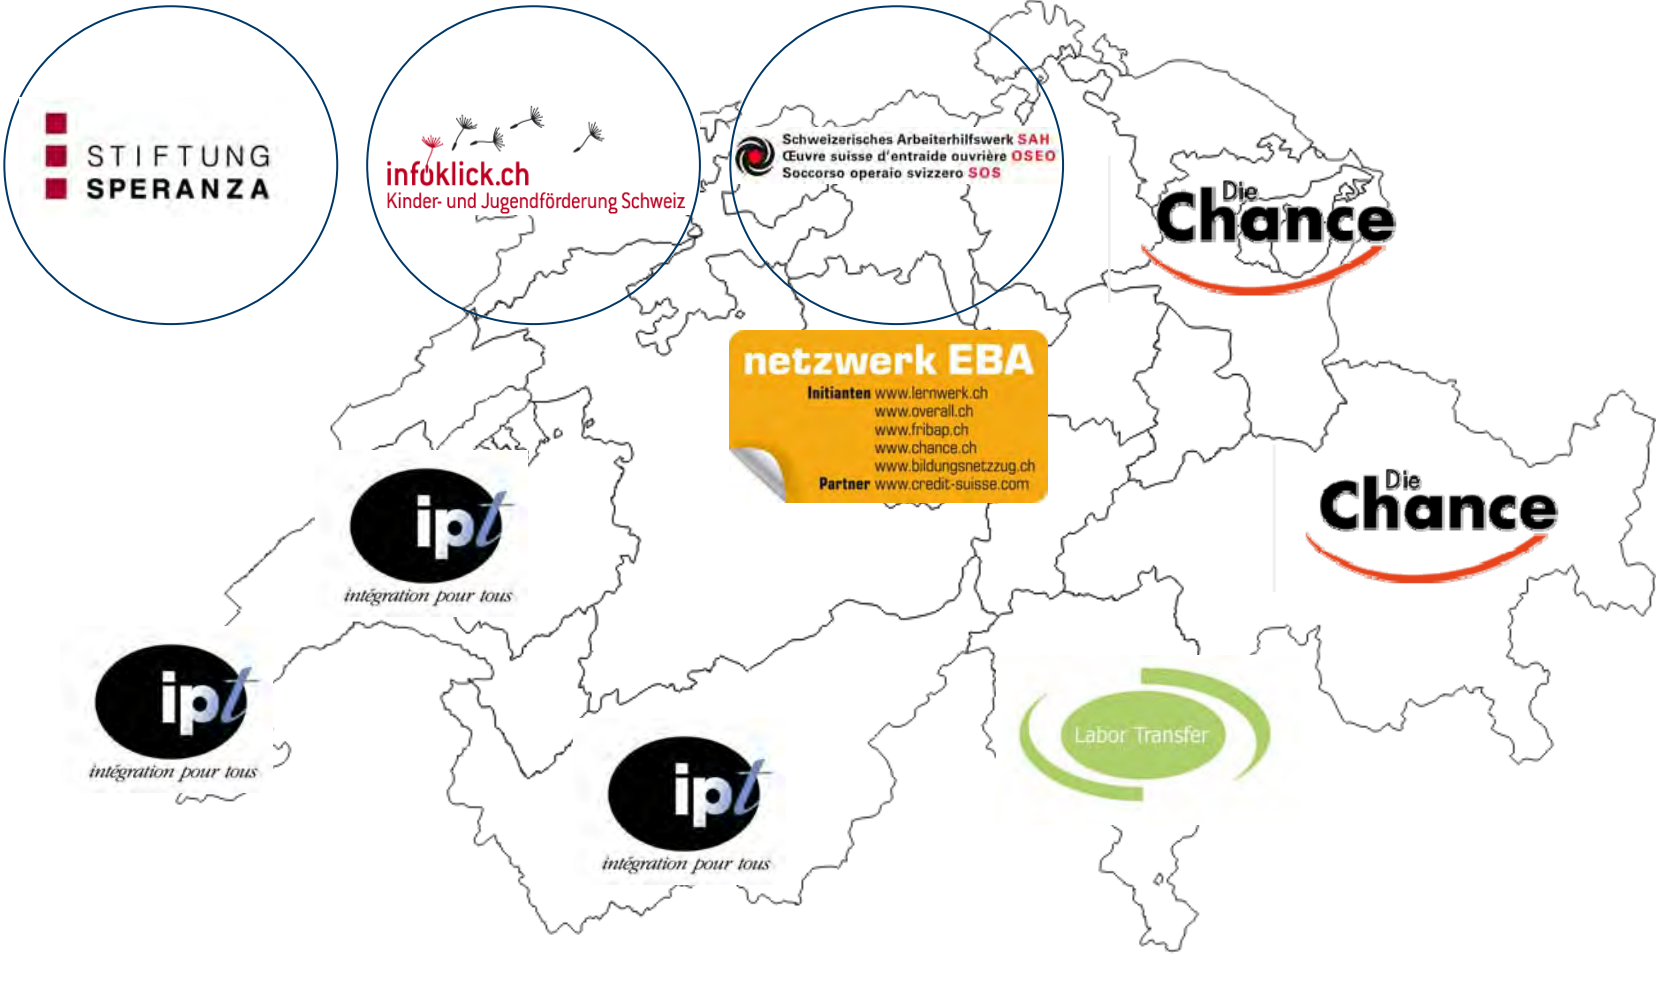 STIFTUNG
SPERANZA
infoklick.ch
Kinder- und Jugendförderung Schweiz
Schweizerisches Arbeiterhilfswerk SAH
Œuvre suisse d'entraide ouvrière OSEO
Soccorso operaio svizzero SOS
Die
Chance
netzwerk EBA
Initianten www.lernwerk.ch
www.overall.ch
www.fribap.ch
www.chance.ch
www.bildungsnetzzug.ch
Partner www.credit-suisse.com
Die
Chance
ipt
intégration pour tous
ipt
intégration pour tous
Labor Transfer
ipt
intégration pour tous